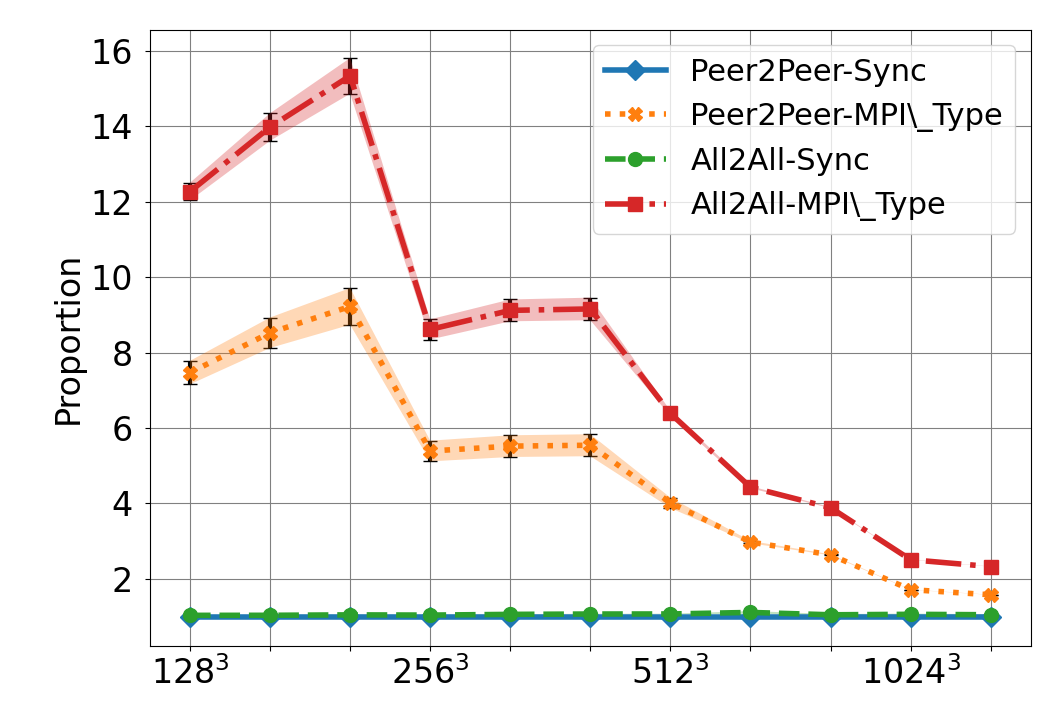 Proportion
16
14
12
10
8
6
4
2
128³
256³
512³
1024³
Peer2Peer-Sync
Peer2Peer-MPI\_Type
All2All-Sync
All2All-MPI\_Type